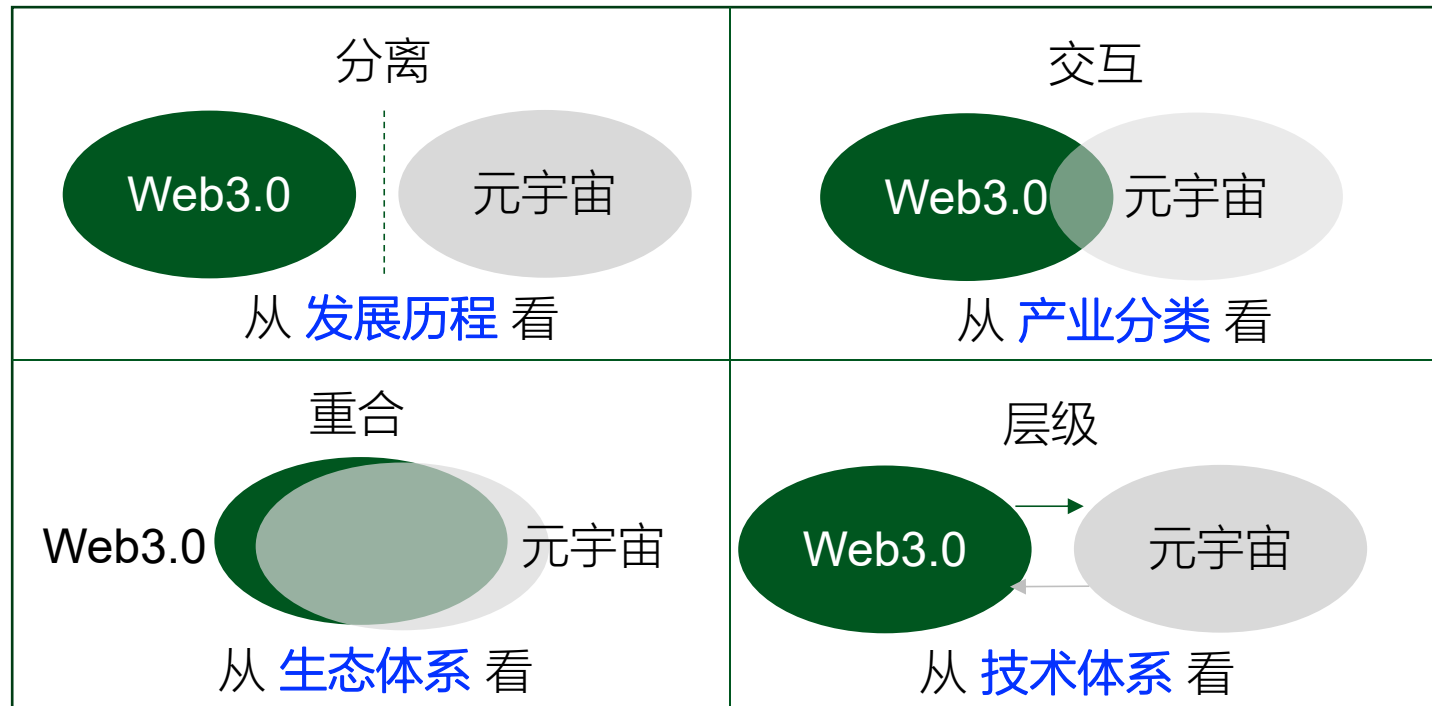 分离
Web3.0
元宇宙
从 发展历程 看
交互
Web3.0
元宇宙
从 产业分类 看
重合
Web3.0
元宇宙
从 生态体系 看
层级
Web3.0
元宇宙
从 技术体系 看